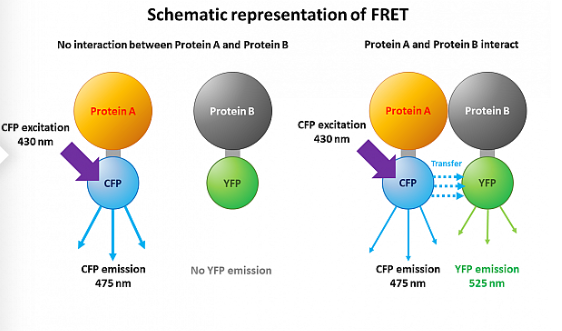 Schematic representation of FRET
No interaction between Protein A and Protein B
Protein A and Protein B interact
Protein A
Protein B
CFP excitation
430 nm
CFP
YFP
CFP emission
475 nm
No YFP emission
Protein A
Protein B
CFP excitation
430 nm
Transfer
CFP
YFP
CFP emission
475 nm
YFP emission
525 nm